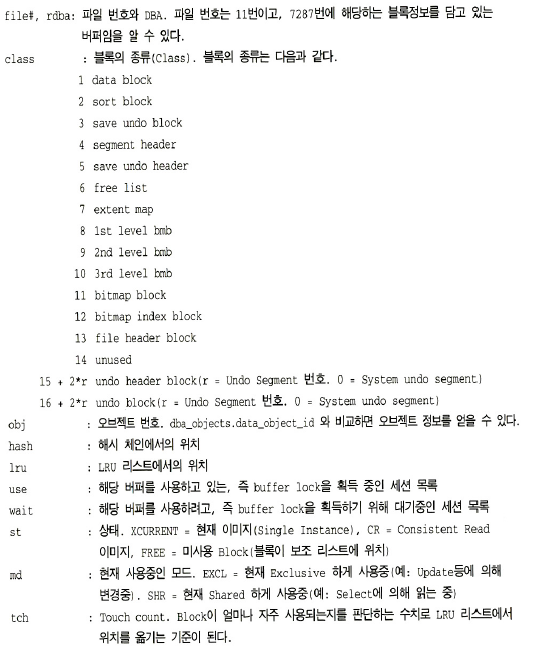 file#, rdba: 파일 번호와 DBA. 파일 번호는 11번이고, 7287번에 해당하는 블록정보를 담고 있는
버퍼임을 알 수 있다.
class : 블록의 종류(Class). 블록의 종류는 다음과 같다.
1 data block
2 sort block
3 save undo block
4 segment header
5 save undo header
6 free list
7 extent map
8 1st level bmb
9 2nd level bmb
10 3rd level bmb
11 bitmap block
12 bitmap index block
13 file header block
14 unused
15 + 2*r undo header block(r = Undo Segment 번호. 0 = System undo segment)
16 + 2*r undo block(r = Undo Segment 번호. 0 = System undo segment)
obj : 오브젝트 번호. dba_objects.data_object_id 와 비교하면 오브젝트 정보를 얻을 수 있다.
hash : 해시 체인에서의 위치
lru : LRU 리스트에서의 위치
use : 해당 버퍼를 사용하고 있는, 즉 buffer lock을 획득 중인 세션 목록
wait : 해당 버퍼를 사용하려고, 즉 buffer lock을 획득하기 위해 대기중인 세션 목록
st : 상태. XCURRENT = 현재 이미지(Single Instance), CR = Consistent Read
이미지, FREE = 미사용 Block(블록이 보조 리스트에 위치)
md : 현재 사용중인 모드. EXCL = 현재 Exclusive 하게 사용중(예: Update등에 의해
변경중). SHR = 현재 Shared 하게 사용중(예: Select에 의해 읽는 중)
tch : Touch count. Block이 얼마나 자주 사용되는지를 판단하는 수치로 LRU 리스트에서
위치를 옮기는 기준이 된다.